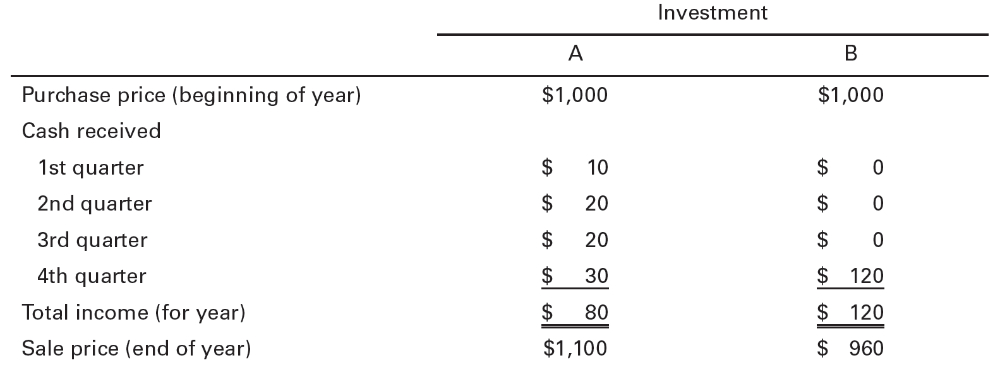 Investment
A B
Purchase price (beginning of year) $1,000 $1,000
Cash received
1st quarter $ 10 $ 0
2nd quarter $ 20 $ 0
3rd quarter $ 20 $ 0
4th quarter $ 30 $ 120
Total income (for year) $ 80 $ 120
Sale price (end of year) $1,100 $ 960